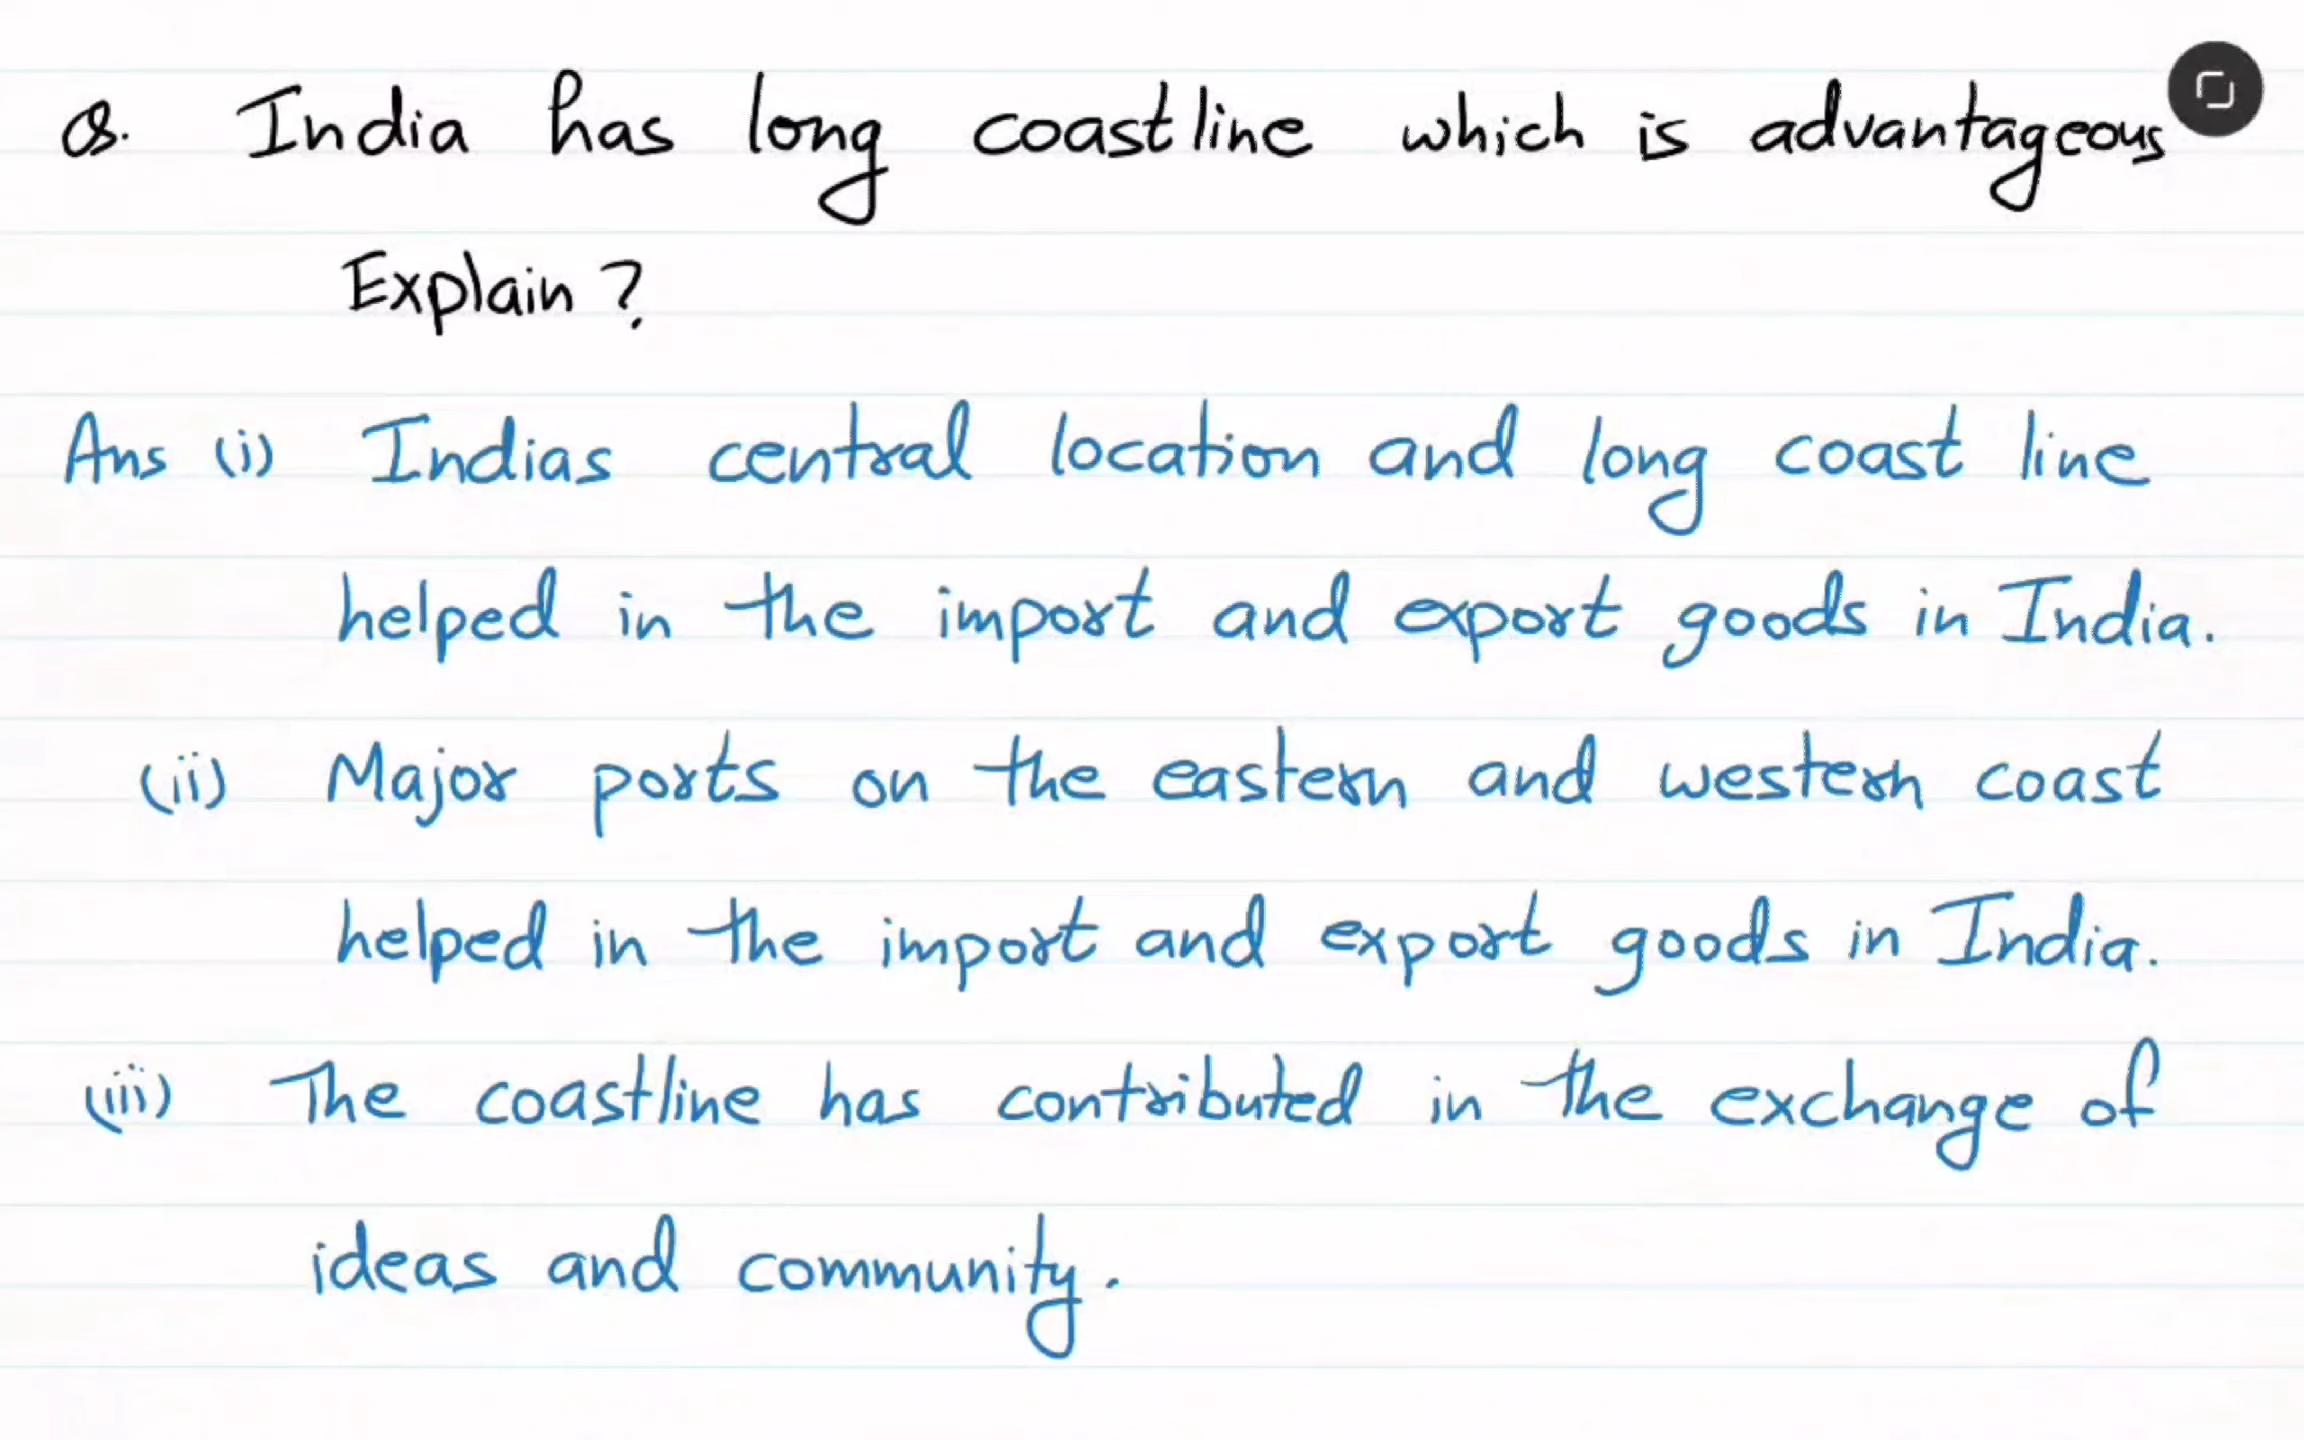 Q. India has long coastline which is advantageous
Explain ?
Ans (i) Indias central location and long coast line
helped in the import and export goods in India.
(ii) Major ports on the eastern and western coast
helped in the import and export goods in India.
(iii) The coastline has contributed in the exchange of
ideas and community.